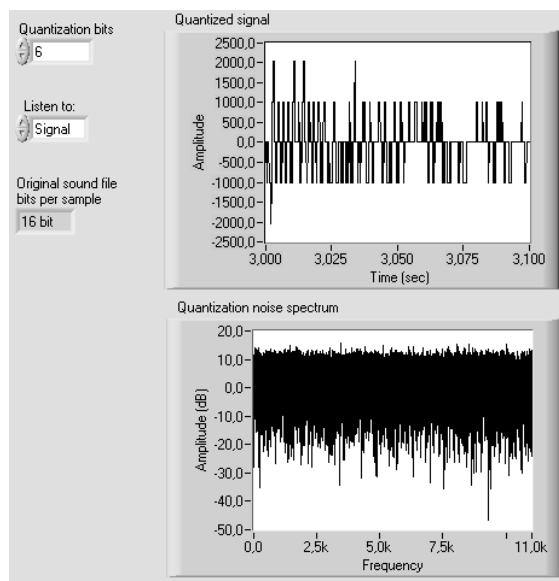 Quantization bits
6
Listen to:
Signal
Original sound file
bits per sample
16 bit
Quantized signal
Amplitude
2500,0
2000,0
1500,0
1000,0
500,0
0,0
-500,0
-1000,0
-1500,0
-2000,0
-2500,0
3,000 3,025 3,050 3,075 3,100
Time (sec)
Quantization noise spectrum
Amplitude (dB)
20,0
10,0
0,0
-10,0
-20,0
-30,0
-40,0
-50,0
0,0 2,5k 5,0k 7,5k 11,0k
Frequency